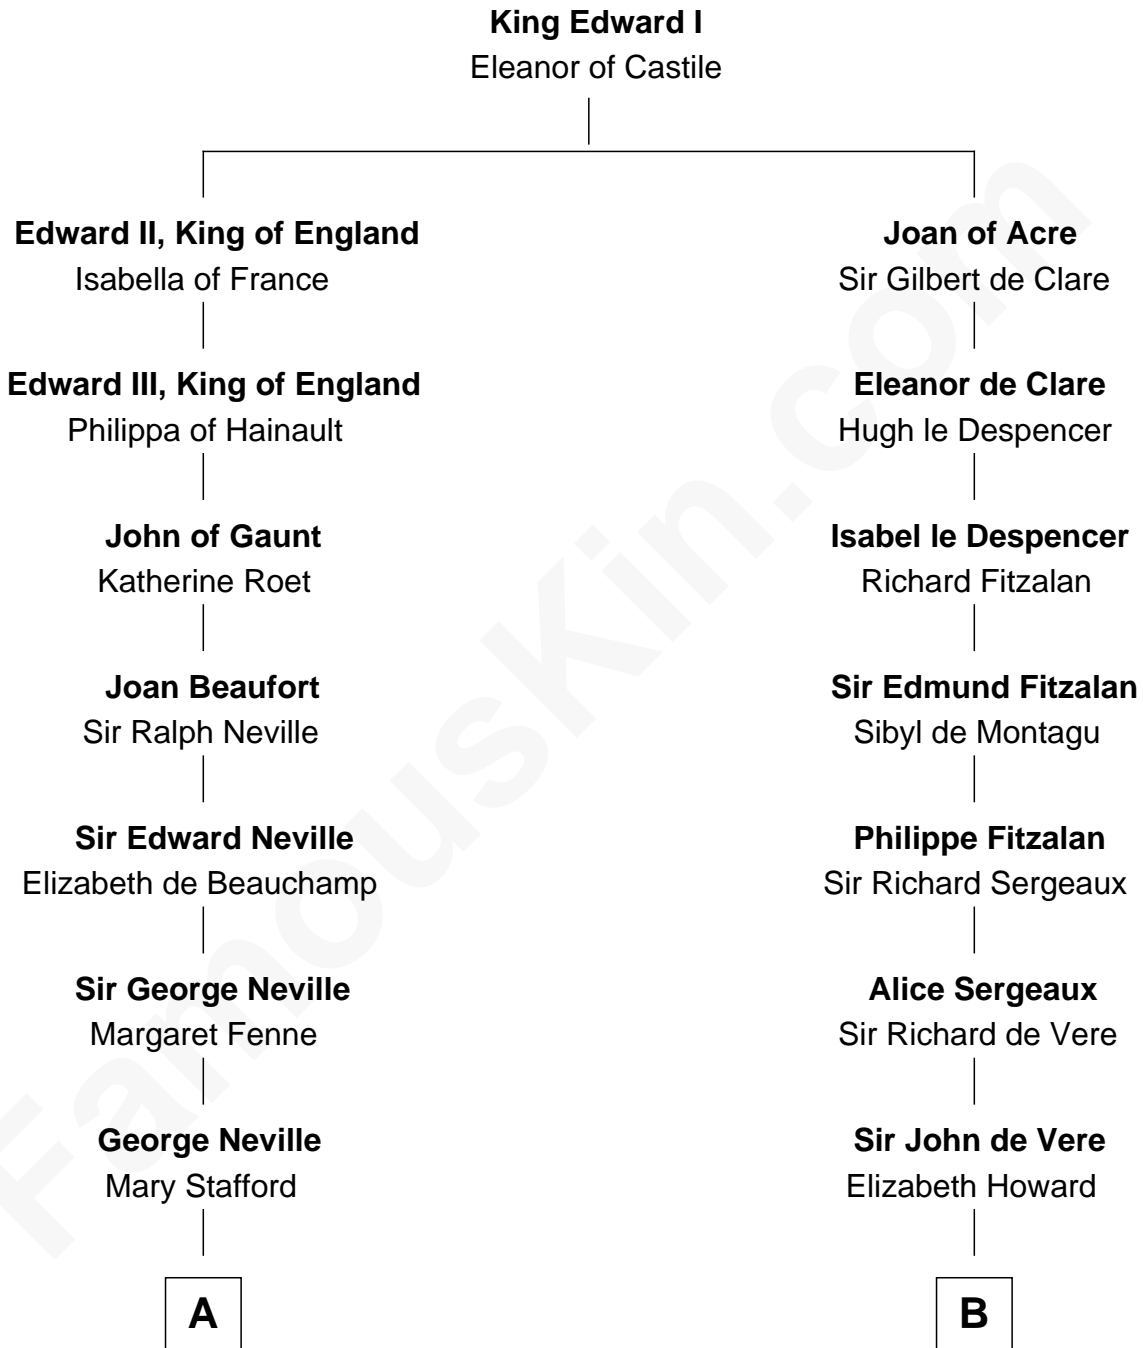 King Edward I
Eleanor of Castile
Edward II, King of England
Isabella of France
Edward III, King of England
Philippa of Hainault
John of Gaunt
Katherine Roet
Joan Beaufort
Sir Ralph Neville
Sir Edward Neville
Elizabeth de Beauchamp
Sir George Neville
Margaret Fenne
George Neville
Mary Stafford
A
Joan of Acre
Sir Gilbert de Clare
Eleanor de Clare
Hugh le Despencer
Isabel le Despencer
Richard Fitzalan
Sir Edmund Fitzalan
Sibyl de Montagu
Philippe Fitzalan
Sir Richard Sergeaux
Alice Sergeaux
Sir Richard de Vere
Sir John de Vere
Elizabeth Howard
B
FamousKin.com